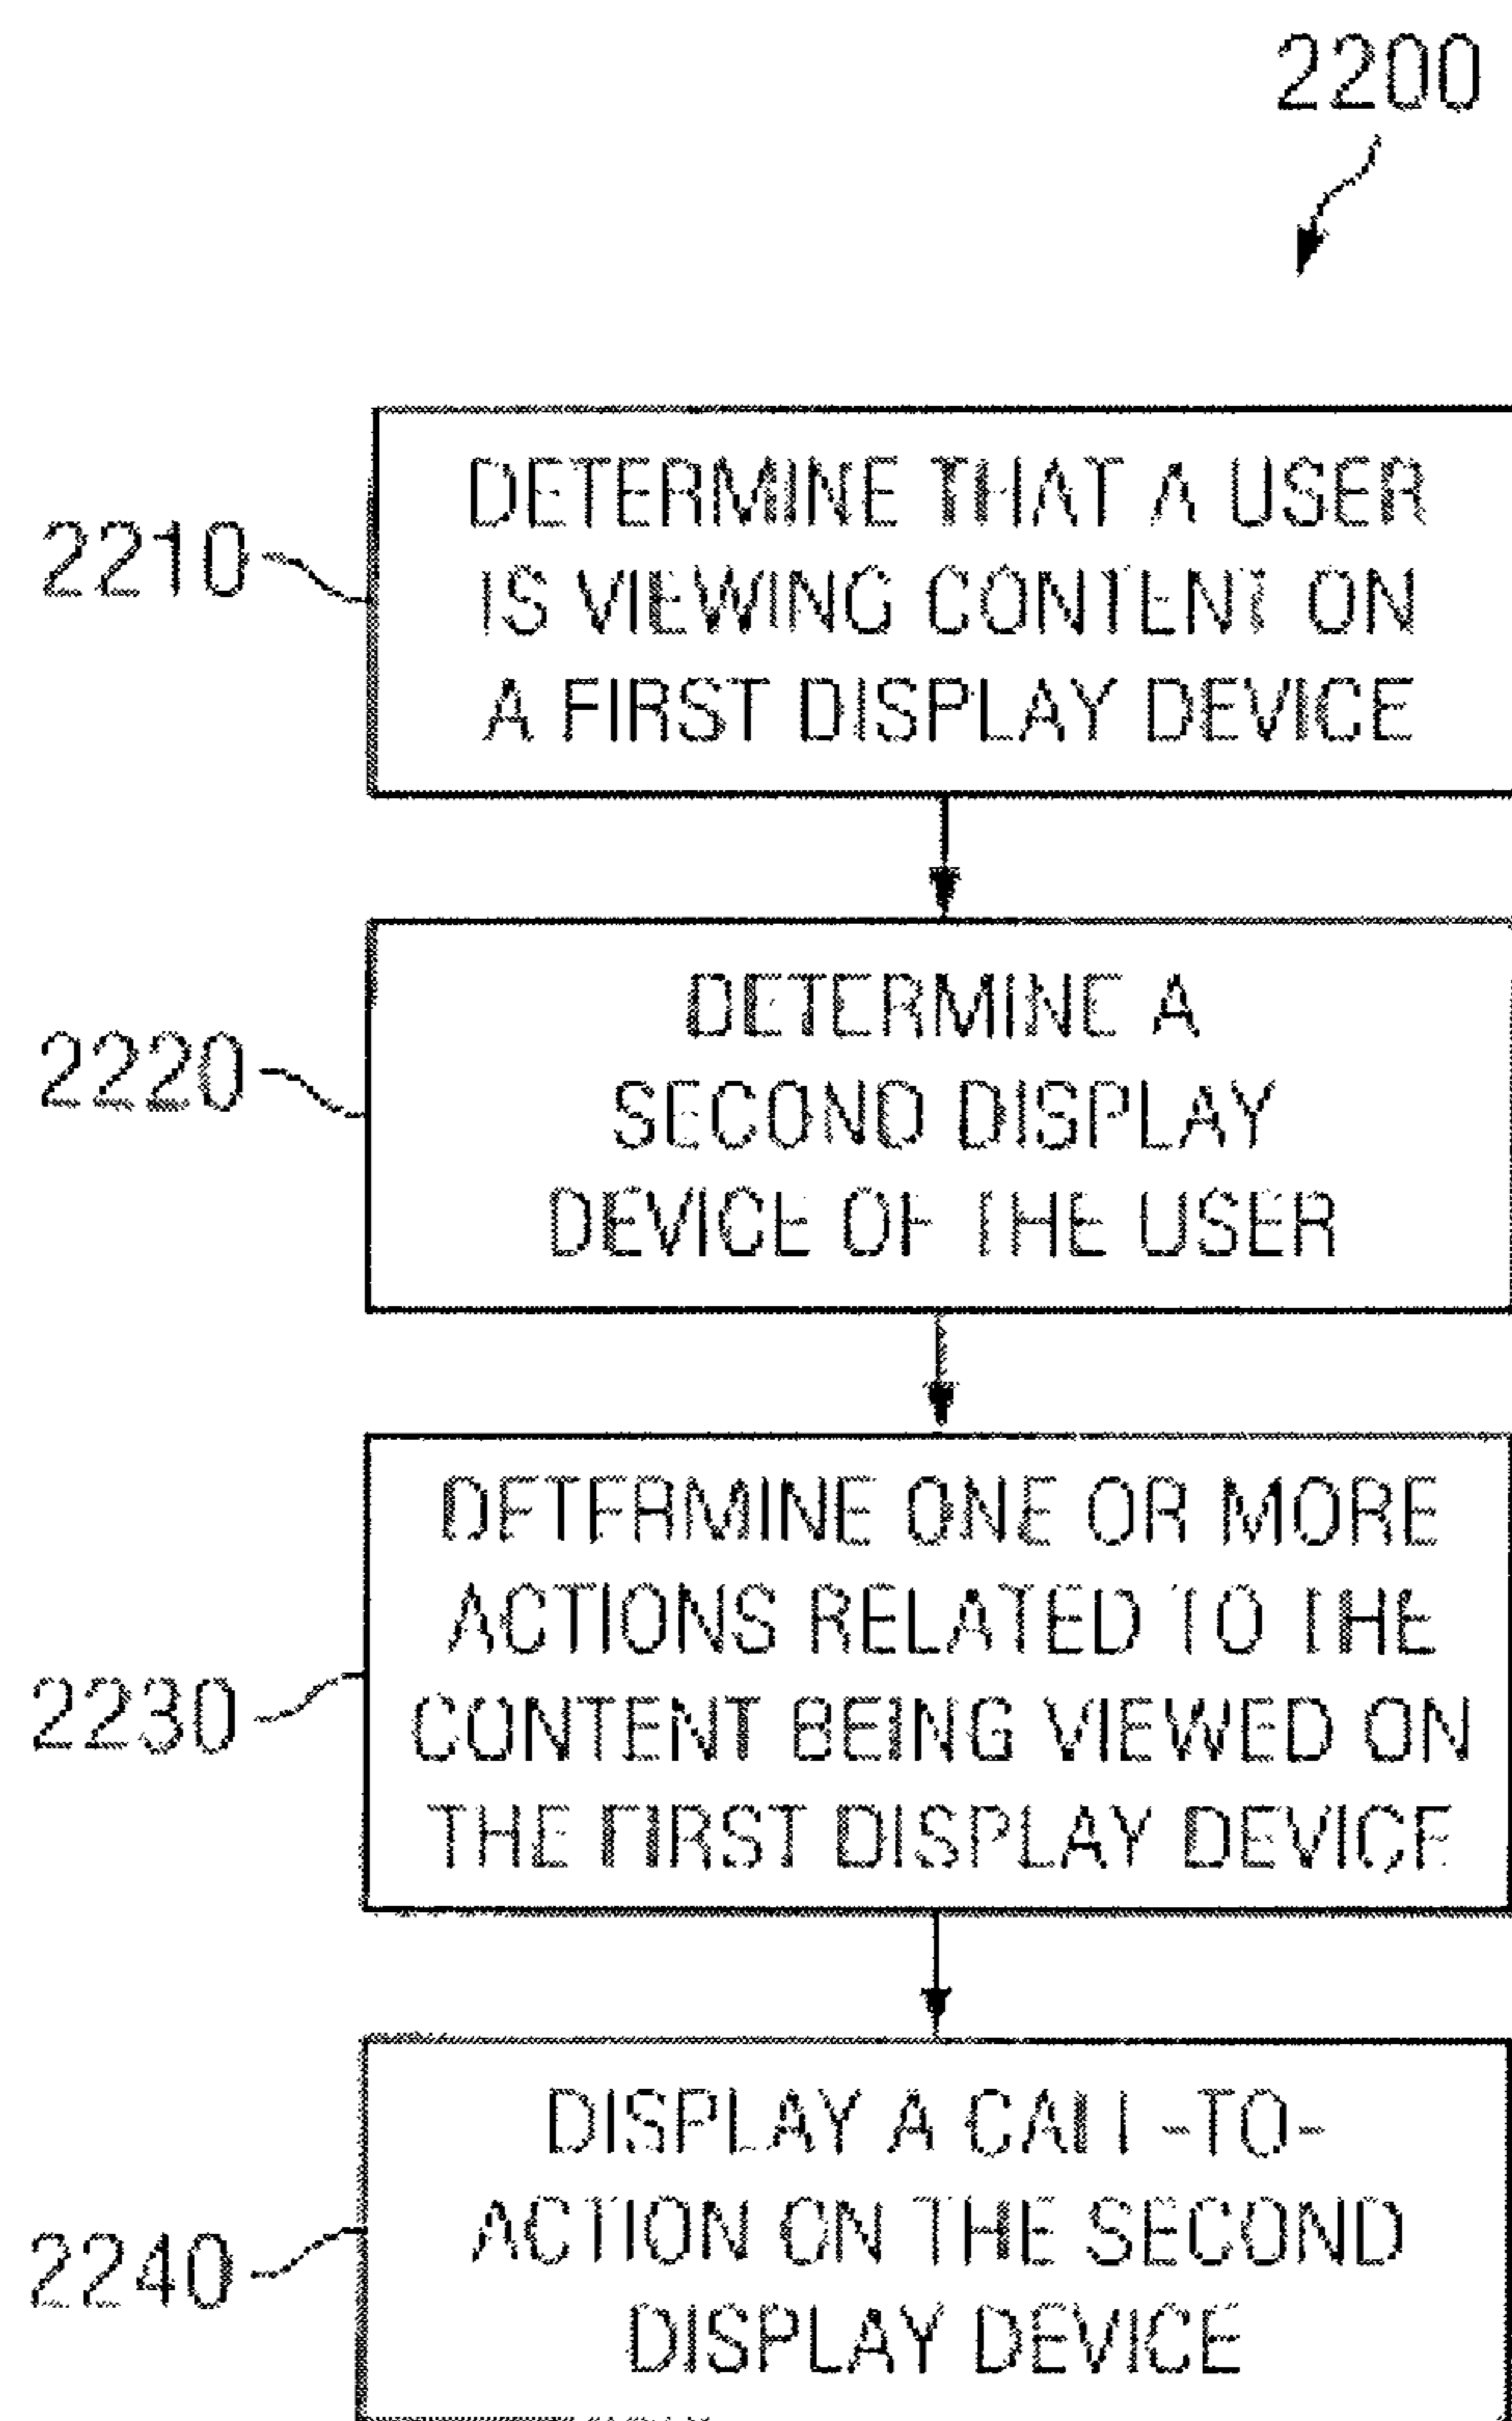 2200
2210
DETERMINE THAT A USER
IS VIEWING CONTENT ON
A FIRST DISPLAY DEVICE
2220
DETERMINE A
SECOND DISPLAY
DEVICE OF THE USER
2230
DETERMINE ONE OR MORE
ACTIONS RELATED TO THE
CONTENT BEING VIEWED ON
THE FIRST DISPLAY DEVICE
2240
DISPLAY A CALL-TO-
ACTION ON THE SECOND
DISPLAY DEVICE